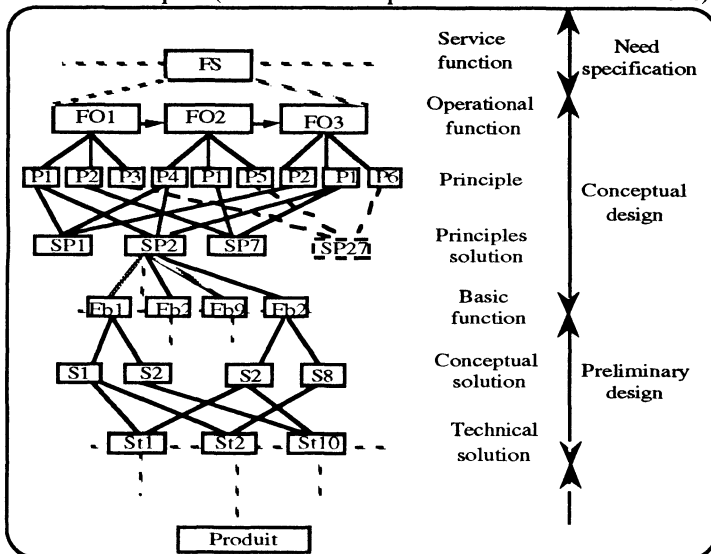 Service
function
Need
specification
FS
Operational
function
FO1 FO2 FO3
P1 P2 P3 P4 P1 P5 P2 P1 P6
Principle
Conceptual
design
SP1 SP2 SP7 SP27
Principles
solution
Basic
function
Fb1 Fb2 Fb9 Fb2
Conceptual
solution
S1 S2 S2 S8
Preliminary
design
Technical
solution
St1 St2 St10
Produit